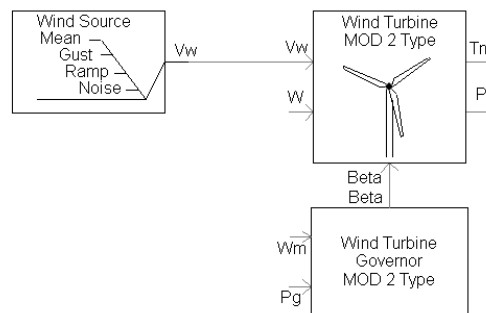 Wind Source
Mean
Gust
Ramp
Noise
Vw
Vw
W
Wind Turbine
MOD 2 Type
P
Beta
Beta
Wm
Pg
Wind Turbine
Governor
MOD 2 Type